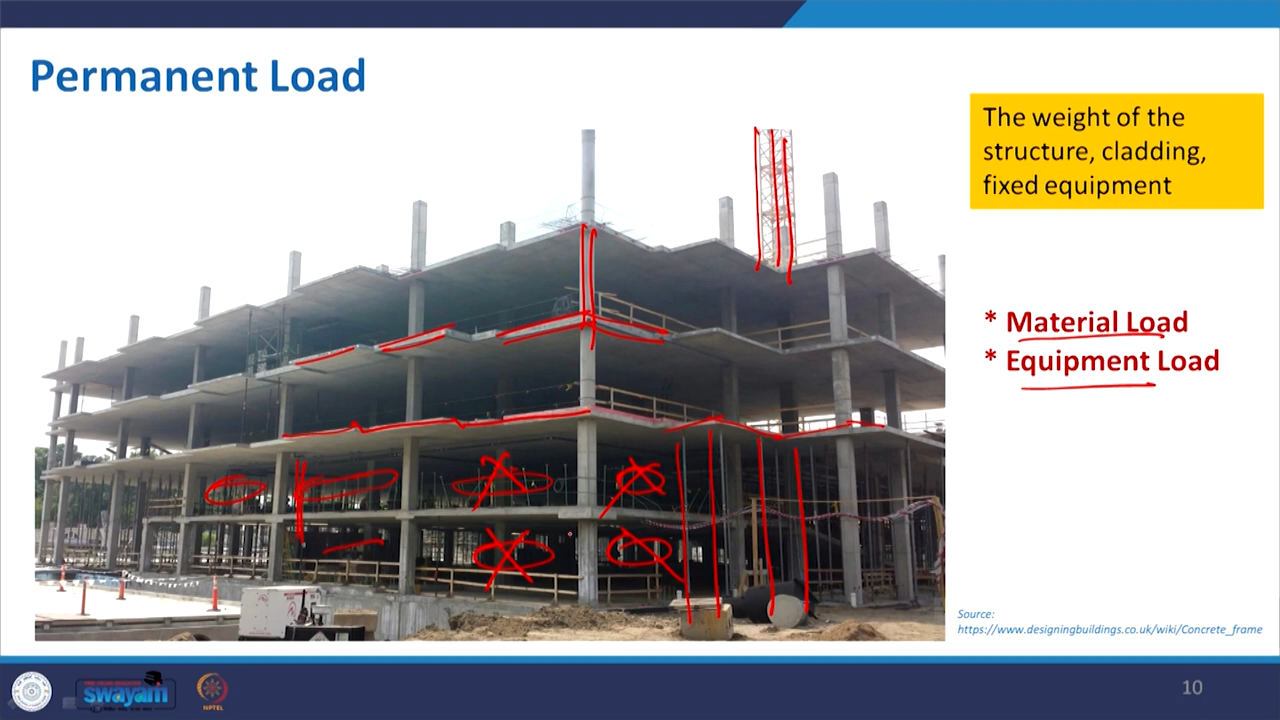 Permanent Load
The weight of the
structure, cladding,
fixed equipment
* Material Load
* Equipment Load
Source:
https://www.designingbuildings.co.uk/wiki/Concrete_frame
swayam
NPTEL
10